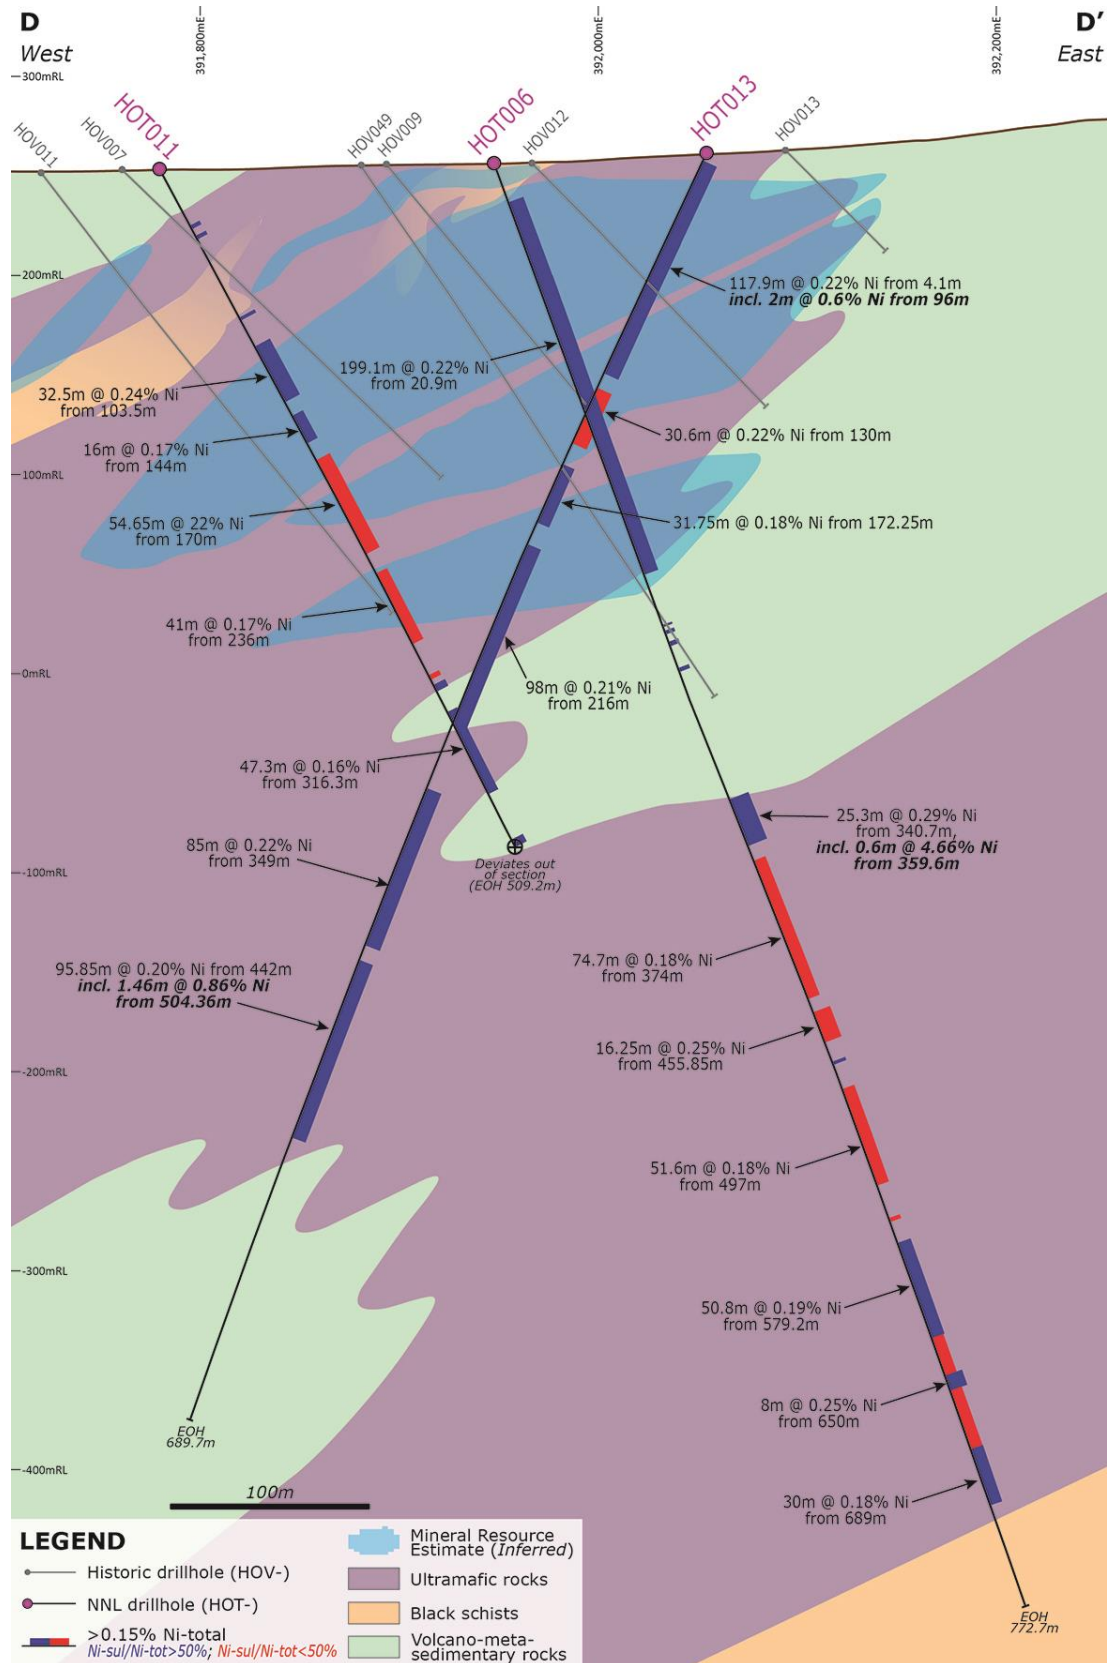 D
D'
West
East
391,800mE
392,000mE
392,200mE
300mRL
HOV011
HOV007
HOT011
HOV049
HOV009
HOT006
HOV012
HOT013
HOV013
200mRL
117.9m @ 0.22% Ni from 4.1m
incl. 2m @ 0.6% Ni from 96m
199.1m @ 0.22% Ni
from 20.9m
32.5m @ 0.24% Ni
from 103.5m
30.6m @ 0.22% Ni from 130m
16m @ 0.17% Ni
from 144m
100mRL
54.65m @ 22% Ni
from 170m
31.75m @ 0.18% Ni from 172.25m
41m @ 0.17% Ni
from 236m
0mRL
98m @ 0.21% Ni
from 216m
47.3m @ 0.16% Ni
from 316.3m
25.3m @ 0.29% Ni
from 340.7m,
incl. 0.6m @ 4.66% Ni
from 359.6m
85m @ 0.22% Ni
from 349m
-100mRL
Deviates out
of section
(EOH 509.2m)
95.85m @ 0.20% Ni from 442m
incl. 1.46m @ 0.86% Ni
from 504.36m
74.7m @ 0.18% Ni
from 374m
16.25m @ 0.25% Ni
from 455.85m
-200mRL
51.6m @ 0.18% Ni
from 497m
-300mRL
50.8m @ 0.19% Ni
from 579.2m
8m @ 0.25% Ni
from 650m
EOH
689.7m
-400mRL
100m
30m @ 0.18% Ni
from 689m
EOH
772.7m
LEGEND
Historic drillhole (HOV-)
NNL drillhole (HOT-)
>0.15% Ni-total
Ni-sul/Ni-tot>50%; Ni-sul/Ni-tot<50%
Mineral Resource
Estimate (Inferred)
Ultramafic rocks
Black schists
Volcano-meta-
sedimentary rocks